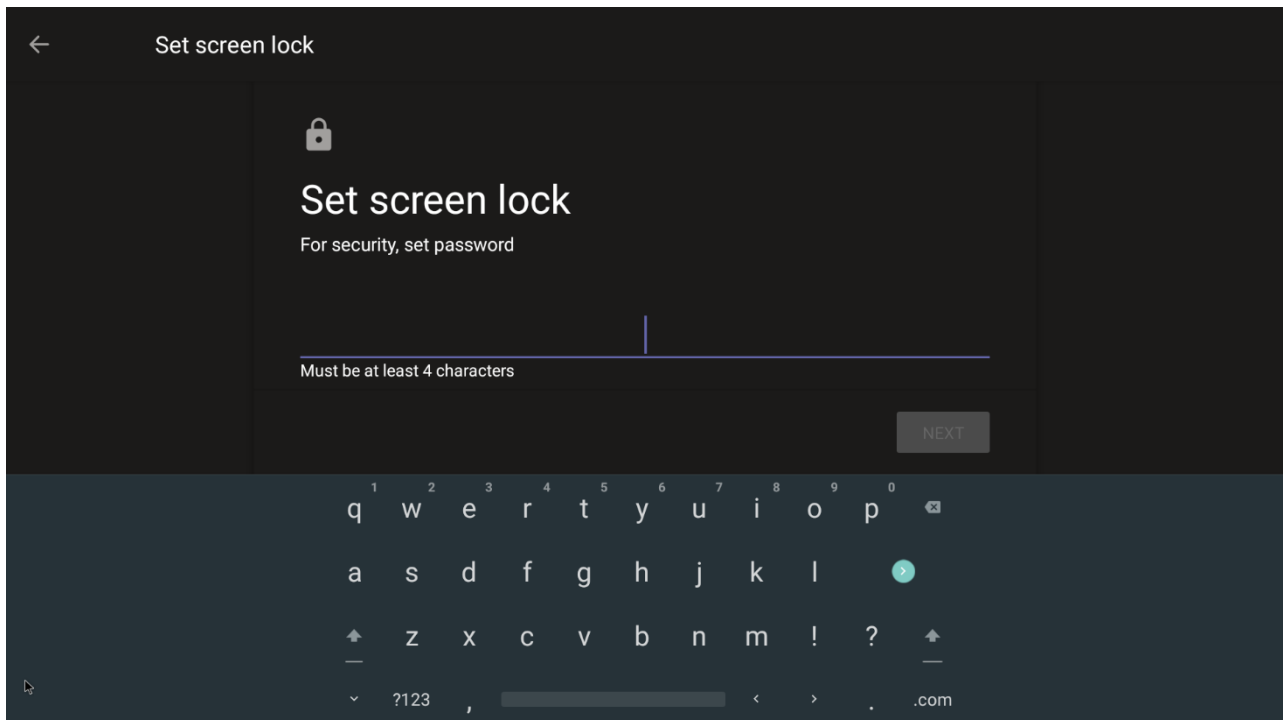 Set screen lock
Set screen lock
For security, set password
Must be at least 4 characters
NEXT
1 2 3 4 5 6 7 8 9 0
q w e r t y u i o p
a s d f g h j k l
z x c v b n m ! ?
?123 , < > . .com